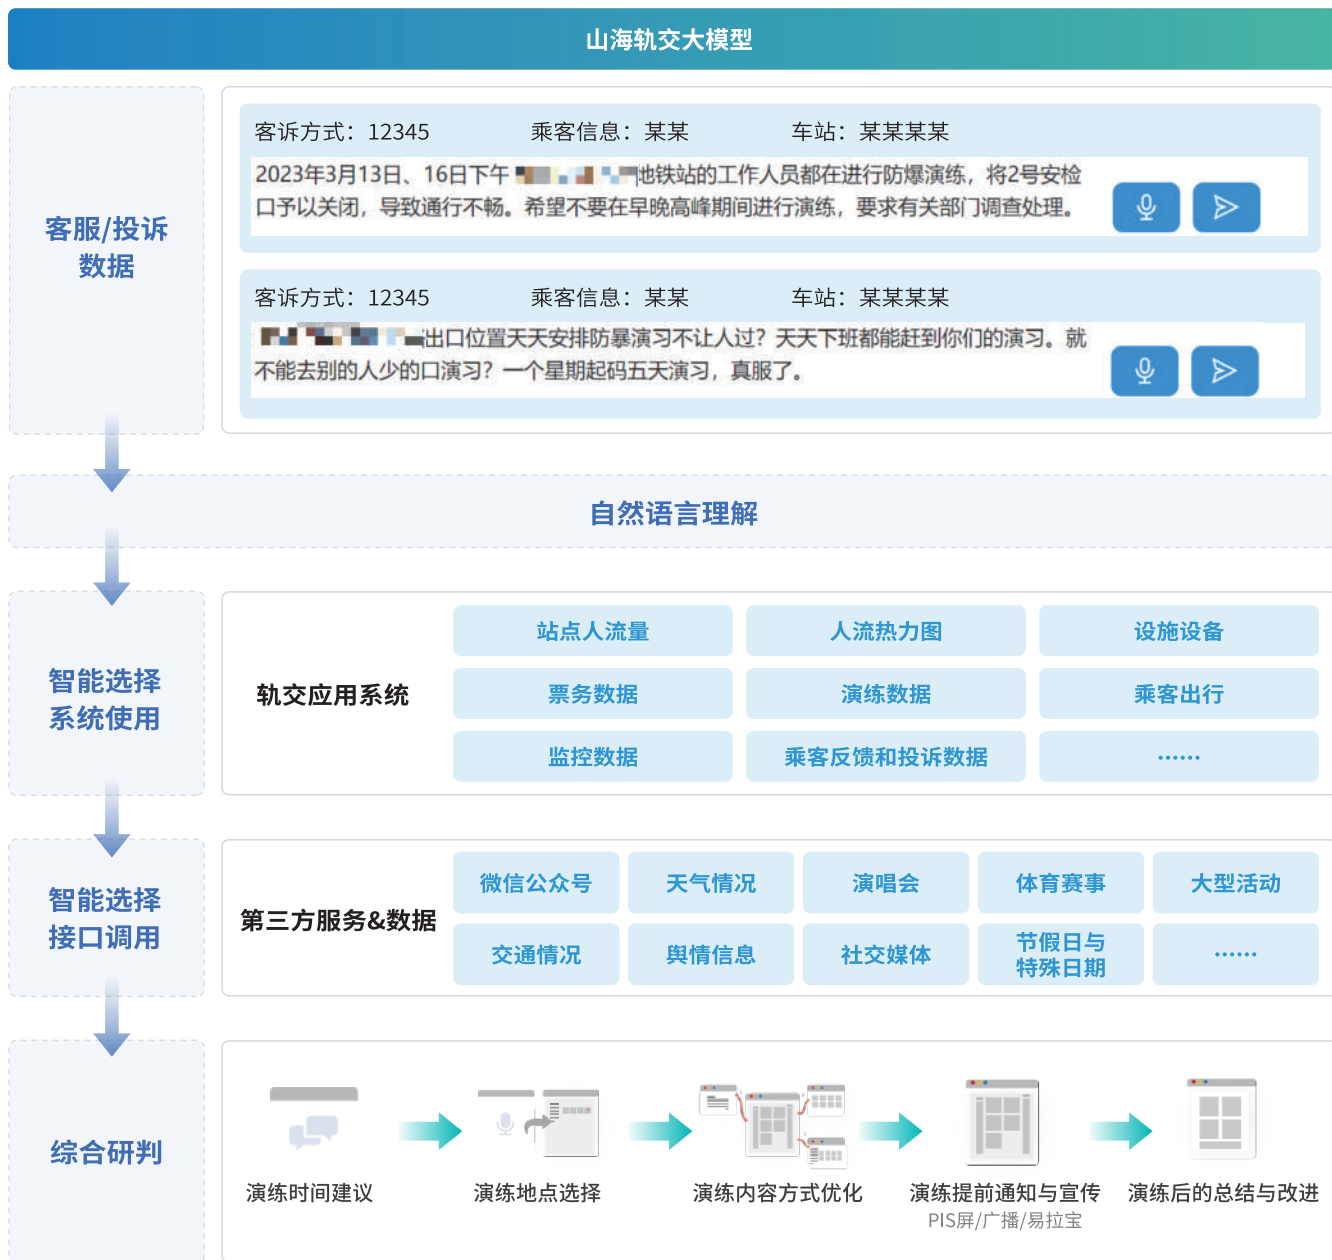 山海轨交大模型
客服/投诉
数据
客诉方式：12345 乘客信息：某某 车站：某某某某
2023年3月13日、16日下午 地铁站的工作人员都在进行防爆演练，将2号安检
口予以关闭，导致通行不畅。希望不要在早晚高峰期间进行演练，要求有关部门调查处理。
客诉方式：12345 乘客信息：某某 车站：某某某某
出口位置天天安排防暴演习不让人过？天天下班都能赶到你们的演习。就
不能去别的人少的口演习？一个星期起码五天演习，真服了。
自然语言理解
智能选择
系统使用
轨交应用系统
站点人流量 人流热力图 设施设备
票务数据 演练数据 乘客出行
监控数据 乘客反馈和投诉数据 ……
智能选择
接口调用
第三方服务&数据
微信公众号 天气情况 演唱会 体育赛事 大型活动
交通情况 舆情信息 社交媒体 节假日与
特殊日期 ……
综合研判
演练时间建议 演练地点选择 演练内容方式优化 演练提前通知与宣传 演练后的总结与改进
PIS屏/广播/易拉宝